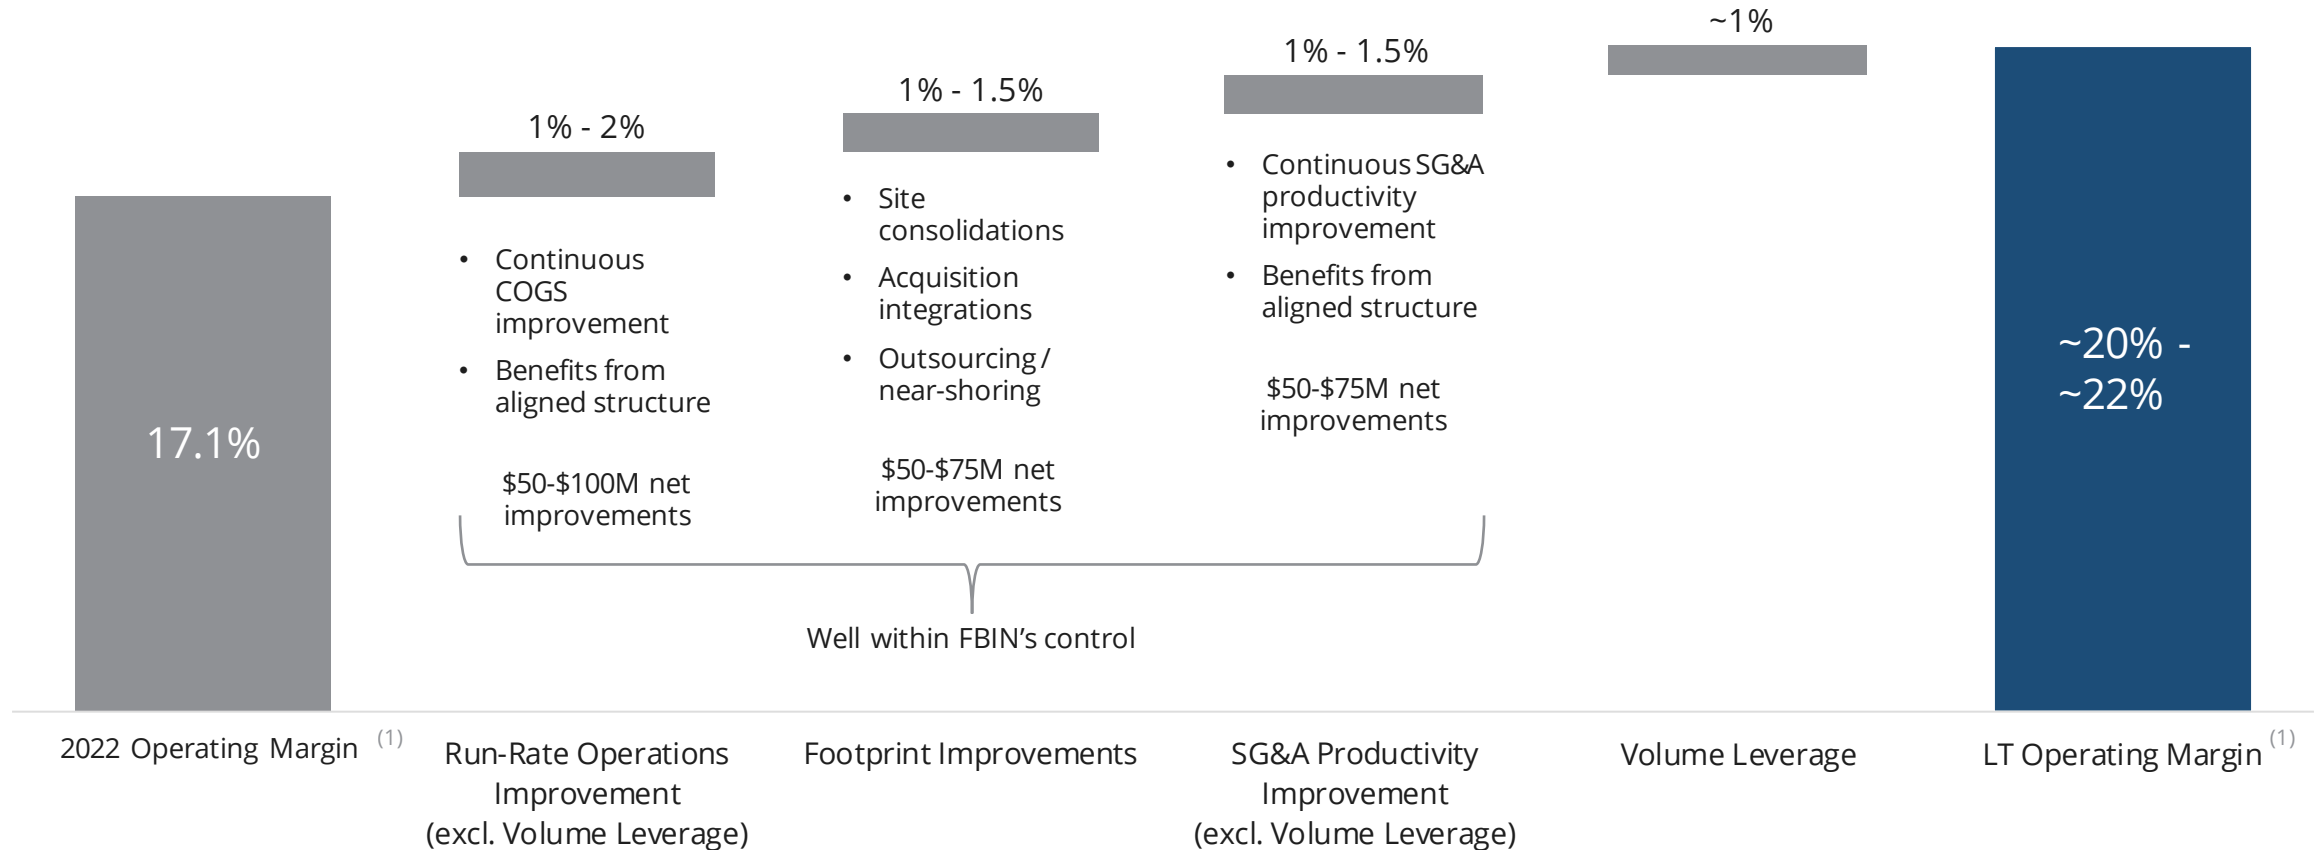 17.1%
2022 Operating Margin (1)
1% - 2%
• Continuous
COGS
improvement
• Benefits from
aligned structure
$50-$100M net
improvements
Run-Rate Operations
Improvement
(excl. Volume Leverage)
1% - 1.5%
• Site
consolidations
• Acquisition
integrations
• Outsourcing /
near-shoring
$50-$75M net
improvements
Footprint Improvements
1% - 1.5%
• Continuous SG&A
productivity
improvement
• Benefits from
aligned structure
$50-$75M net
improvements
SG&A Productivity
Improvement
(excl. Volume Leverage)
Well within FBIN’s control
~1%
Volume Leverage
~20% -
~22%
LT Operating Margin (1)